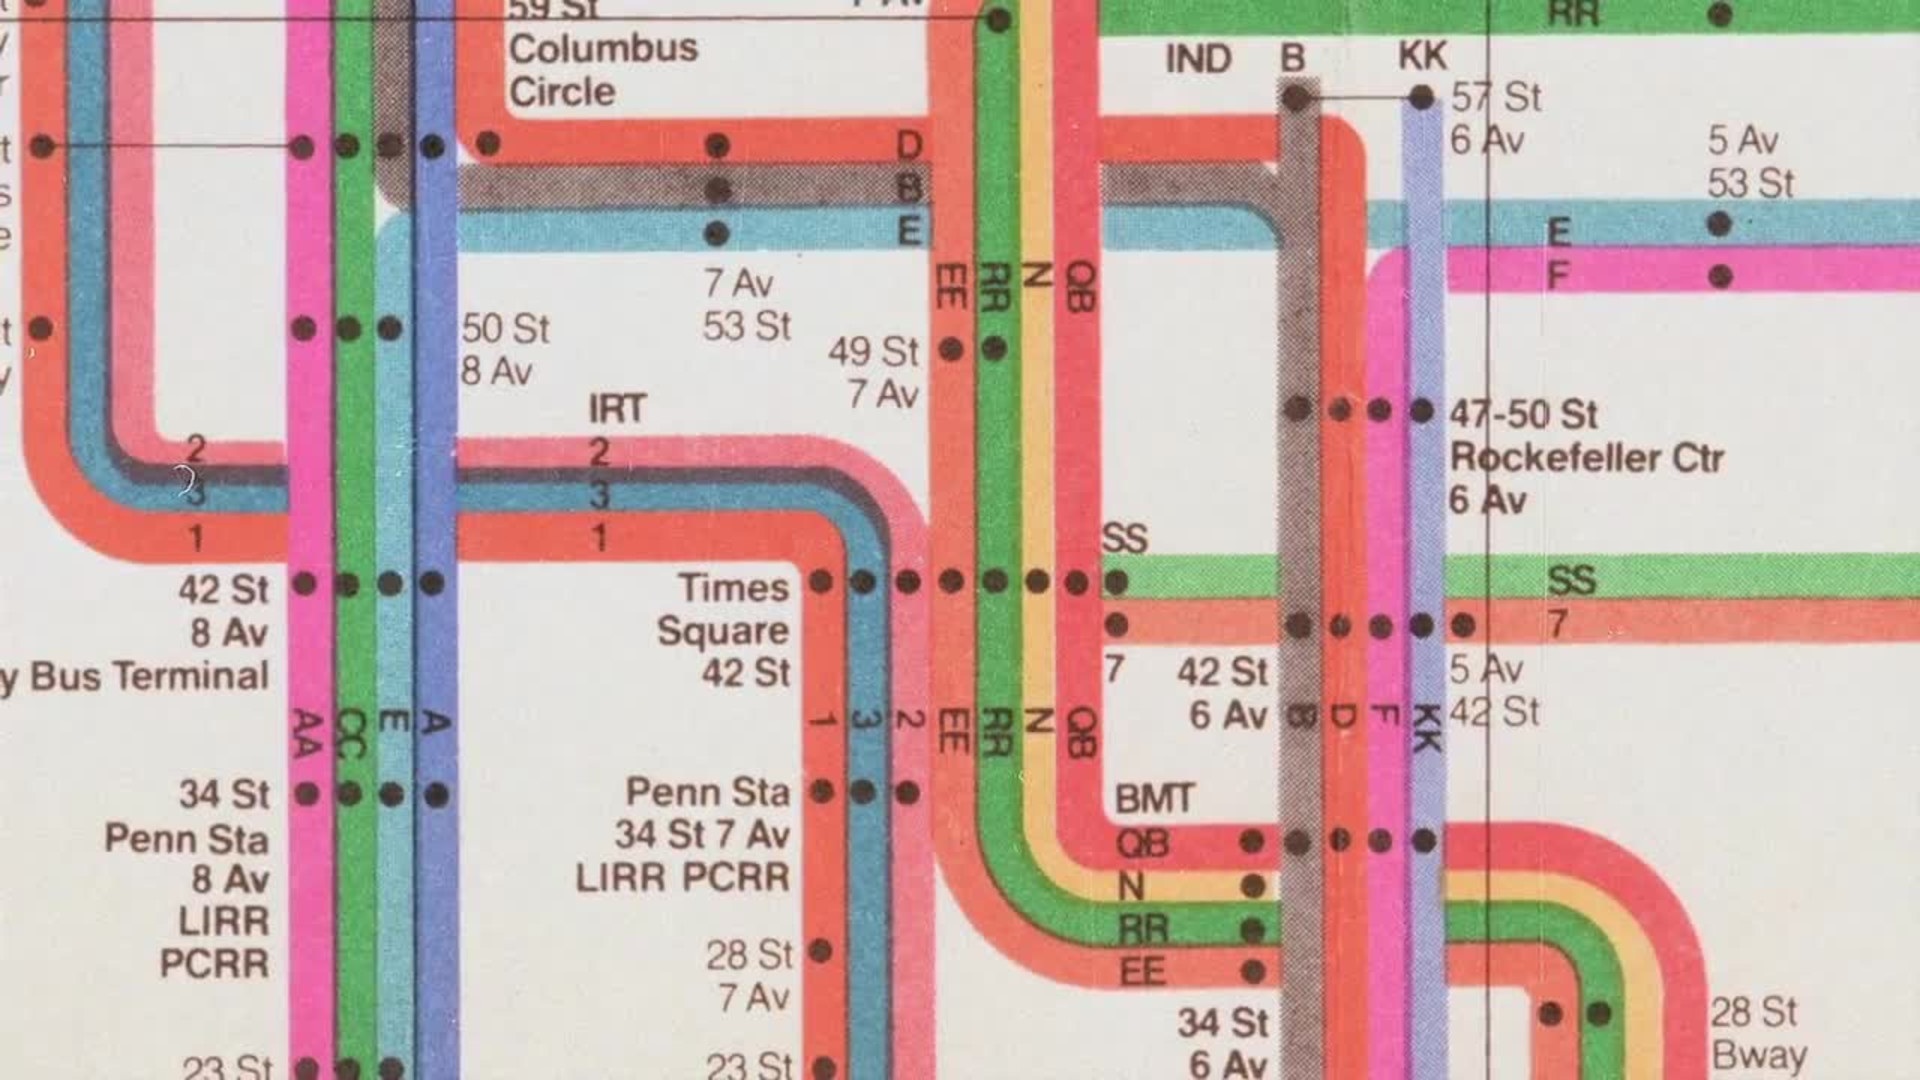 59 St
Columbus
Circle
RR
IND B KK
57 St
6 Av
5 Av
53 St
D
B
E
E
F
7 Av
53 St
EE RR N QB
50 St
8 Av
49 St
7 Av
IRT
2
3
1
2
3
1
47-50 St
Rockefeller Ctr
6 Av
SS
SS
7
42 St
8 Av
y Bus Terminal
Times
Square
42 St
7
42 St
6 Av
5 Av
42 St
AA CC E A
1 3 2 EE RR N QB
B D F KK
34 St
Penn Sta
8 Av
LIRR
PCRR
Penn Sta
34 St 7 Av
LIRR PCRR
BMT
QB
N
RR
EE
28 St
7 Av
34 St
6 Av
28 St
Bway
23 St
23 St